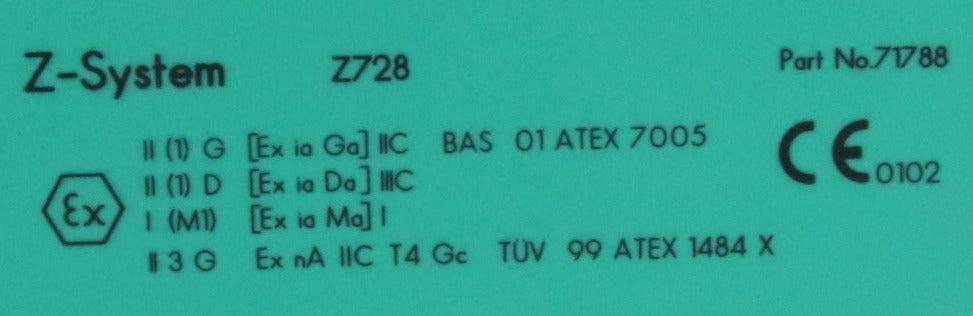 Z-System Z728 Part No.71788
II (1) G [Ex ia Ga] IIC BAS 01 ATEX 7005
II (1) D [Ex ia Da] IIIC
I (M1) [Ex ia Ma] I
II 3 G Ex nA IIC T4 Gc TÜV 99 ATEX 1484 X
Ex
CE 0102